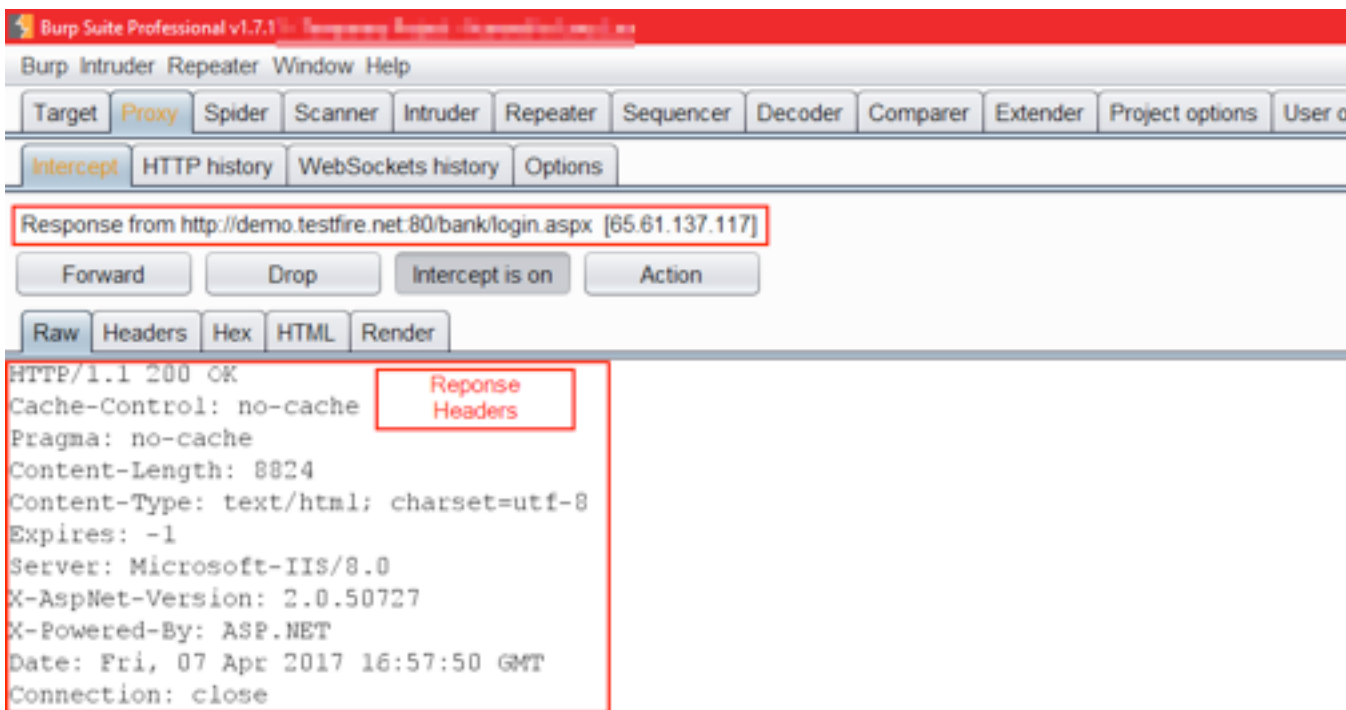 Burp Suite Professional v1.7.1
Burp Intruder Repeater Window Help
Target Proxy Spider Scanner Intruder Repeater Sequencer Decoder Comparer Extender Project options User o
Intercept HTTP history WebSockets history Options
Response from http://demo.testfire.net:80/bank/login.aspx [65.61.137.117]
Forward Drop Intercept is on Action
Raw Headers Hex HTML Render
HTTP/1.1 200 OK
Reponse
Headers
Cache-Control: no-cache
Pragma: no-cache
Content-Length: 8824
Content-Type: text/html; charset=utf-8
Expires: -1
Server: Microsoft-IIS/8.0
X-AspNet-Version: 2.0.50727
X-Powered-By: ASP.NET
Date: Fri, 07 Apr 2017 16:57:50 GMT
Connection: close